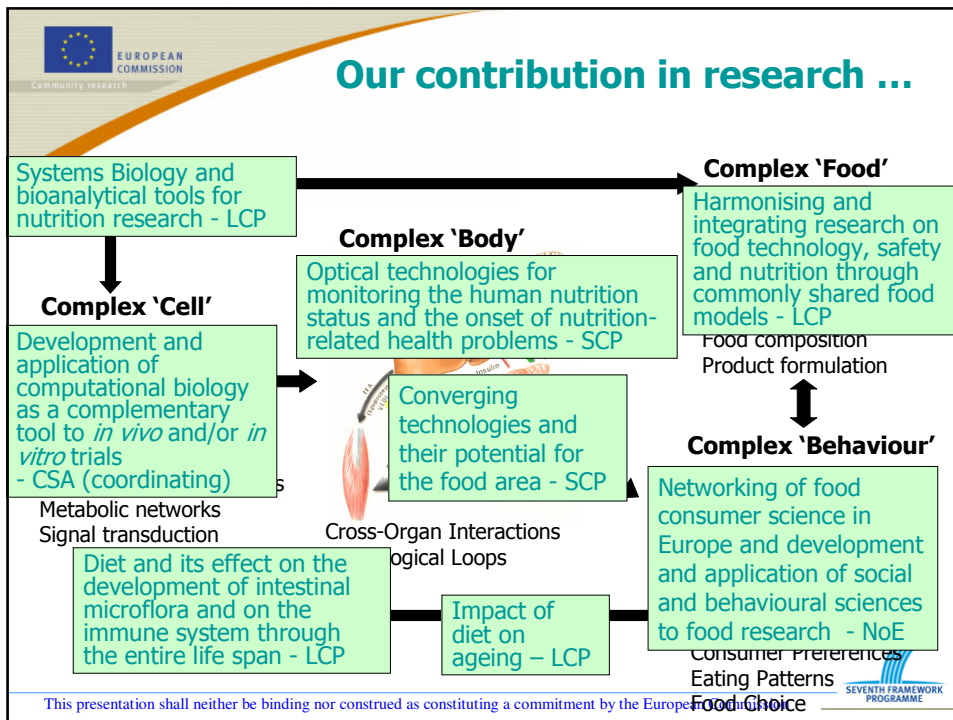 EUROPEAN
COMMISSION
Community research
Our contribution in research ...
Systems Biology and
bioanalytical tools for
nutrition research - LCP
Complex ‘Food’
Harmonising and
integrating research on
food technology, safety
and nutrition through
commonly shared food
models - LCP
Food composition
Product formulation
Complex ‘Body’
Optical technologies for
monitoring the human nutrition
status and the onset of nutrition-
related health problems - SCP
Insulin
FFA
VLDL
Complex ‘Cell’
Development and
application of
computational biology
as a complementary
tool to in vivo and/or in
vitro trials
- CSA (coordinating)
Metabolic networks
Signal transduction
Converging
technologies and
their potential for
the food area - SCP
Cross-Organ Interactions
ogical Loops
Complex ‘Behaviour’
Networking of food
consumer science in
Europe and development
and application of social
and behavioural sciences
to food research - NoE
Consumer Preferences
Eating Patterns
Food Choice
Diet and its effect on the
development of intestinal
microflora and on the
immune system through
the entire life span - LCP
Impact of
diet on
ageing – LCP
This presentation shall neither be binding nor construed as constituting a commitment by the European Commission
SEVENTH FRAMEWORK
PROGRAMME